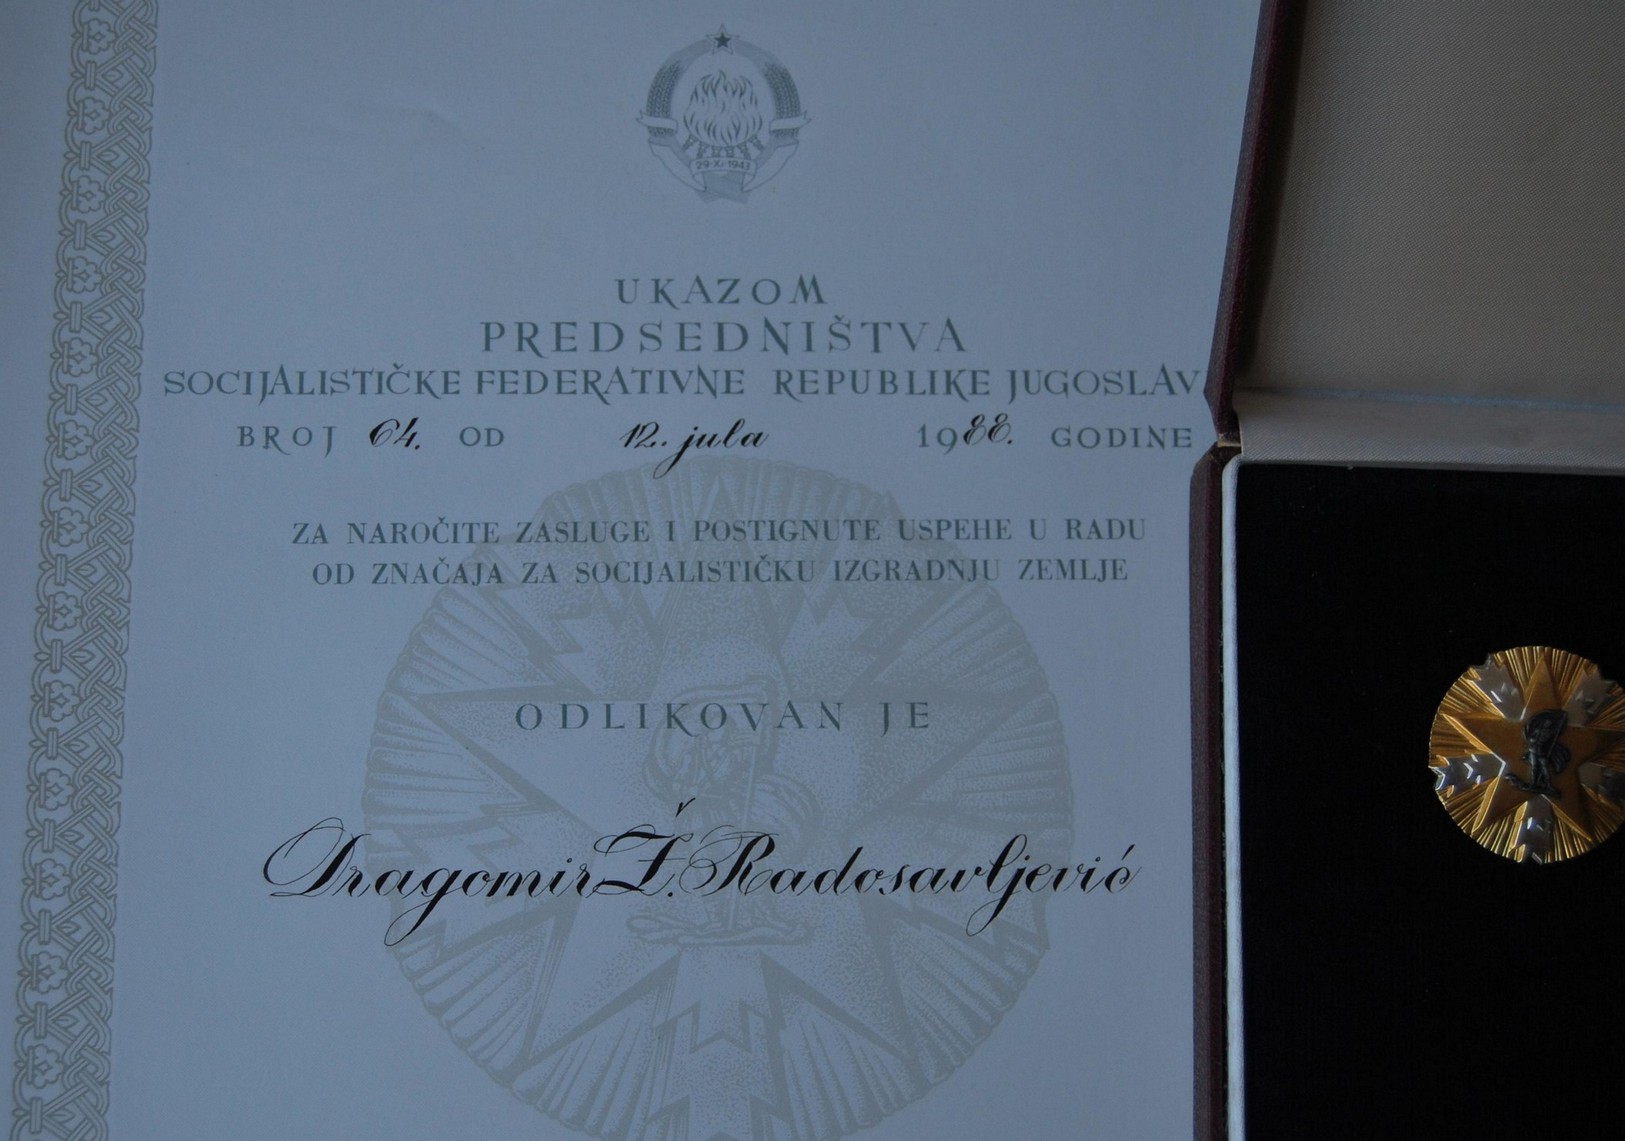 29·XI·1943
UKAZOM
PREDSEDNIŠTVA
SOCIJALISTIČKE FEDERATIVNE REPUBLIKE JUGOSLAV
BROJ 64. OD 12. jula 1988. GODINE
ZA NAROČITE ZASLUGE I POSTIGNUTE USPEHE U RADU
OD ZNAČAJA ZA SOCIJALISTIČKU IZGRADNJU ZEMLJE
ODLIKOVAN JE
Dragomir Ž. Radosavljević